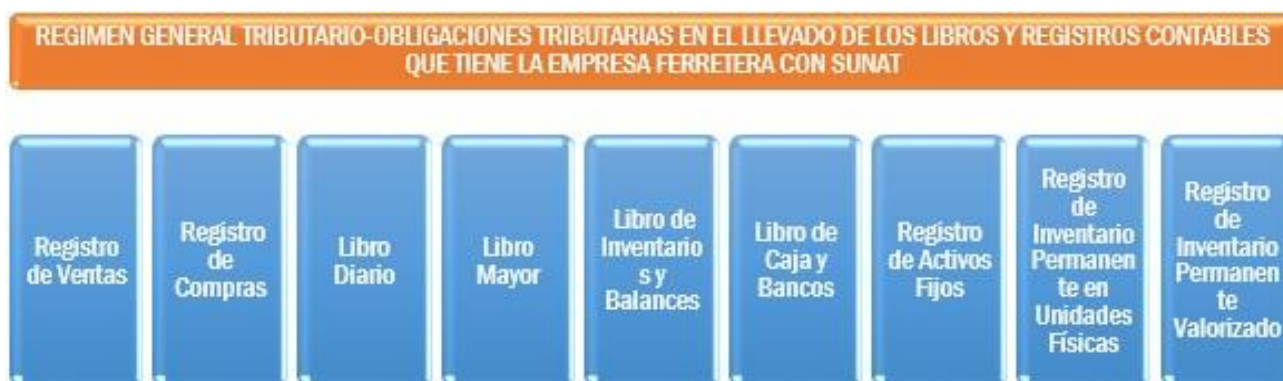 REGIMEN GENERAL TRIBUTARIO-OBLIGACIONES TRIBUTARIAS EN EL LLEVADO DE LOS LIBROS Y REGISTROS CONTABLES
QUE TIENE LA EMPRESA FERRETERA CON SUNAT
Registro
de Ventas
Registro
de
Compras
Libro
Diario
Libro
Mayor
Libro de
Inventario
s y
Balances
Libro de
Caja y
Bancos
Registro
de Activos
Fijos
Registro
de
Inventario
Permanen
te en
Unidades
Físicas
Registro
de
Inventario
Permanen
te
Valorizado